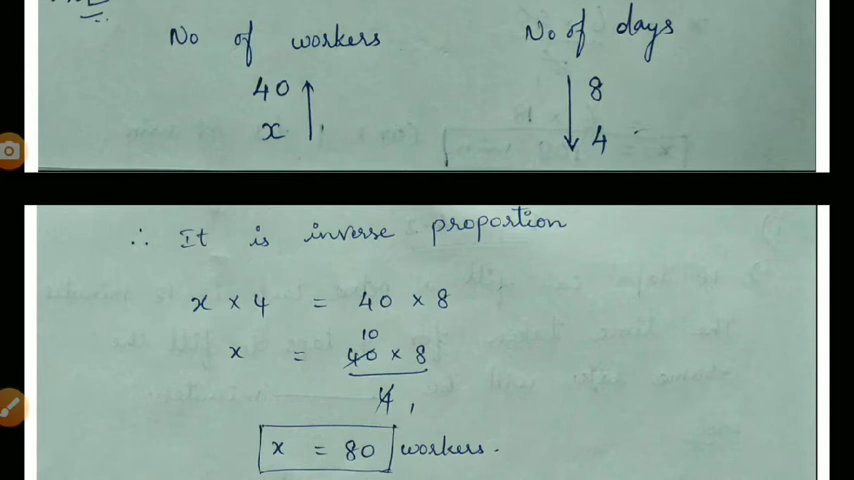 No of workers No of days
40 8
x 4
∴ It is inverse proportion
x × 4 = 40 × 8
10
x = 40 × 8
4 1
x = 80 workers.